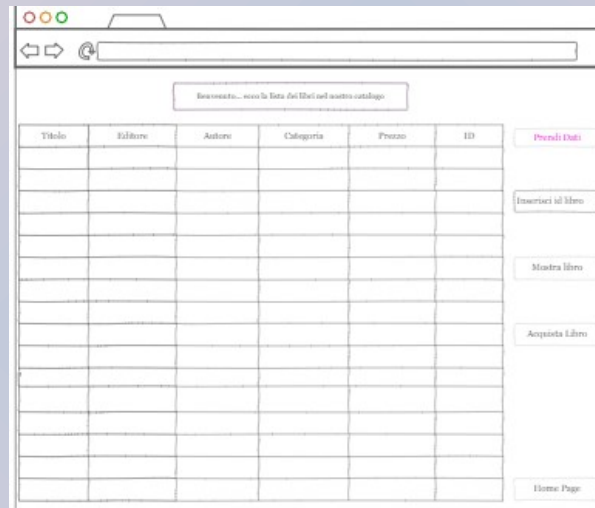 Benvenuto... ecco la lista dei libri nel nostro catalogo
Titolo Editore Autore Categoria Prezzo ID
Prendi Dati
Inserisci id libro
Mostra libro
Acquista Libro
Home Page